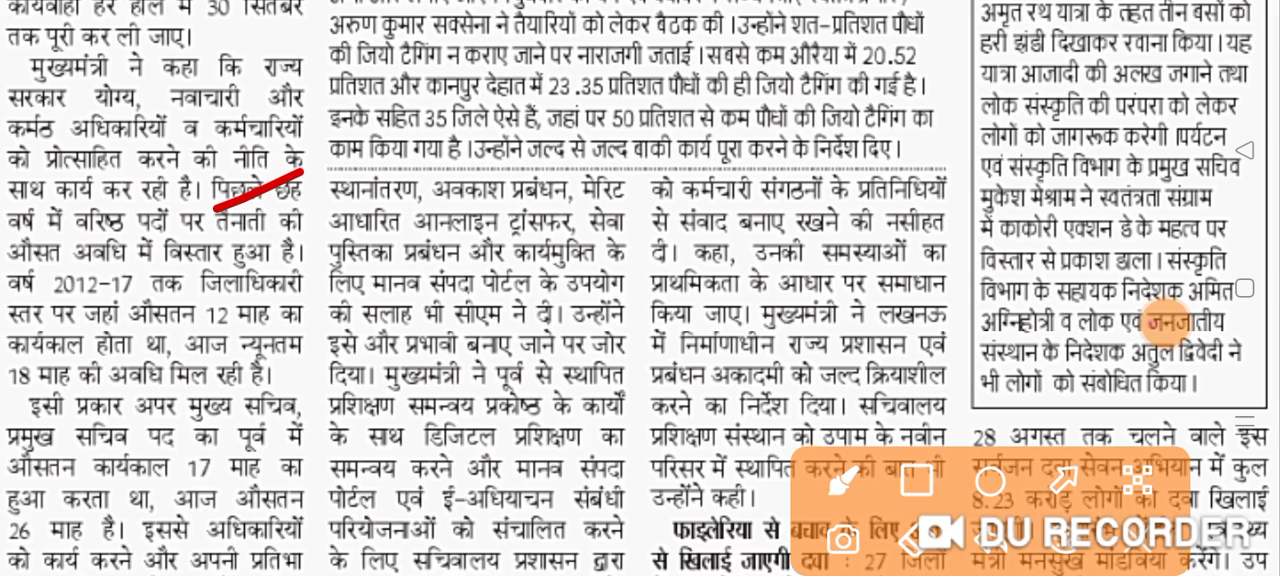 कार्यवाही हर हाल में 30 सितंबर
तक पूरी कर ली जाए।
मुख्यमंत्री ने कहा कि राज्य
सरकार योग्य, नवाचारी और
कर्मठ अधिकारियों व कर्मचारियों
को प्रोत्साहित करने की नीति के
साथ कार्य कर रही है। पिछले छह
वर्ष में वरिष्ठ पदों पर तैनाती की
औसत अवधि में विस्तार हुआ है।
वर्ष 2012-17 तक जिलाधिकारी
स्तर पर जहां औसतन 12 माह का
कार्यकाल होता था, आज न्यूनतम
18 माह की अवधि मिल रही है।
इसी प्रकार अपर मुख्य सचिव,
प्रमुख सचिव पद का पूर्व में
औसतन कार्यकाल 17 माह का
हुआ करता था, आज औसतन
26 माह है। इससे अधिकारियों
को कार्य करने और अपनी प्रतिभा
अरुण कुमार सक्सेना ने तैयारियों को लेकर बैठक की।उन्होंने शत-प्रतिशत पौधों
की जियो टैगिंग न कराए जाने पर नाराजगी जताई।सबसे कम औरैया में 20.52
प्रतिशत और कानपुर देहात में 23 .35 प्रतिशत पौधों की ही जियो टैगिंग की गई है।
इनके सहित 35 जिले ऐसे हैं, जहां पर 50 प्रतिशत से कम पौधों की जियो टैगिंग का
काम किया गया है।उन्होंने जल्द से जल्द बाकी कार्य पूरा करने के निर्देश दिए।
स्थानांतरण, अवकाश प्रबंधन, मेरिट
आधारित आनलाइन ट्रांसफर, सेवा
पुस्तिका प्रबंधन और कार्यमुक्ति के
लिए मानव संपदा पोर्टल के उपयोग
की सलाह भी सीएम ने दी। उन्होंने
इसे और प्रभावी बनाए जाने पर जोर
दिया। मुख्यमंत्री ने पूर्व से स्थापित
प्रशिक्षण समन्वय प्रकोष्ठ के कार्यों
के साथ डिजिटल प्रशिक्षण का
समन्वय करने और मानव संपदा
पोर्टल एवं ई-अधियाचन संबंधी
परियोजनाओं को संचालित करने
के लिए सचिवालय प्रशासन द्वारा
को कर्मचारी संगठनों के प्रतिनिधियों
से संवाद बनाए रखने की नसीहत
दी। कहा, उनकी समस्याओं का
प्राथमिकता के आधार पर समाधान
किया जाए। मुख्यमंत्री ने लखनऊ
में निर्माणाधीन राज्य प्रशासन एवं
प्रबंधन अकादमी को जल्द क्रियाशील
करने का निर्देश दिया। सचिवालय
प्रशिक्षण संस्थान को उपाम के नवीन
परिसर में स्थापित करने की बात भी
उन्होंने कही।
फाइलेरिया से बचाव के लिए
से खिलाई जाएगी दवा : 27 जिलों
अमृत रथ यात्रा के तहत तीन बसों को
हरी झंडी दिखाकर रवाना किया।यह
यात्रा आजादी की अलख जगाने तथा
लोक संस्कृति की परंपरा को लेकर
लोगों को जागरूक करेगी।पर्यटन
एवं संस्कृति विभाग के प्रमुख सचिव
मुकेश मेश्राम ने स्वतंत्रता संग्राम
में काकोरी एक्शन डे के महत्व पर
विस्तार से प्रकाश डाला। संस्कृति
विभाग के सहायक निदेशक अमित
अग्निहोत्री व लोक एवं जनजातीय
संस्थान के निदेशक अतुल द्विवेदी ने
भी लोगों को संबोधित किया।
28 अगस्त तक चलने वाले इस
सर्वजन दवा सेवन अभियान में कुल
8.23 करोड़ लोगों को दवा खिलाई
DU RECORDER
मंत्री मनसुख मांडविया करेंगे। उप